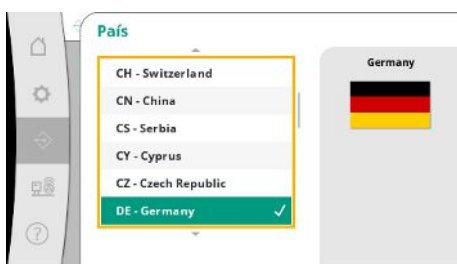 País
CH - Switzerland
CN - China
CS - Serbia
CY - Cyprus
CZ - Czech Republic
DE - Germany
Germany
?